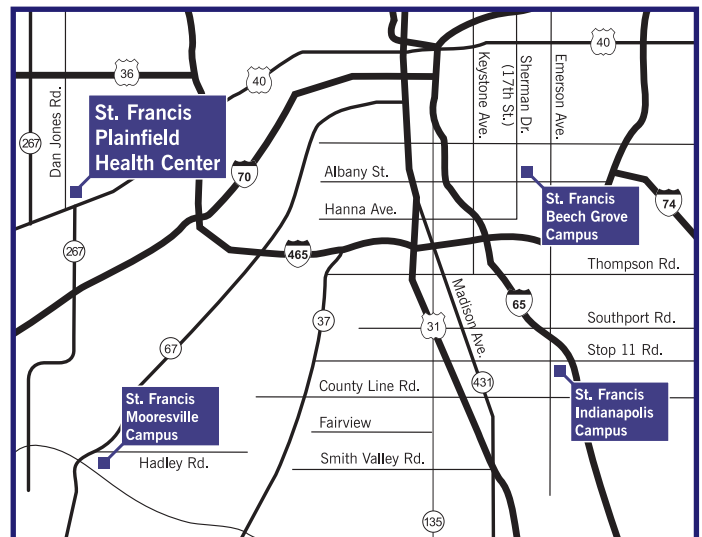 36
40
40
Dan Jones Rd.
Keystone Ave.
Sherman Dr.
(17th St.)
Emerson Ave.
St. Francis
Plainfield
Health Center
267
70
Albany St.
Hanna Ave.
St. Francis
Beech Grove
Campus
74
267
465
Thompson Rd.
65
Madison Ave.
37
31
Southport Rd.
67
Stop 11 Rd.
431
County Line Rd.
St. Francis
Mooresville
Campus
St. Francis
Indianapolis
Campus
Fairview
Hadley Rd.
Smith Valley Rd.
135